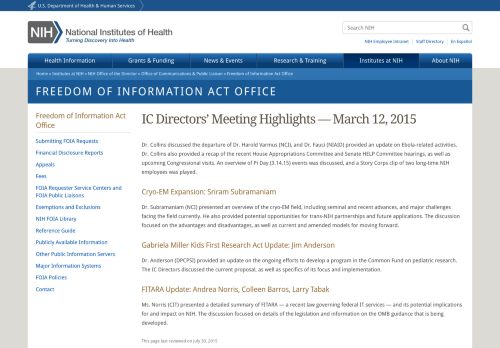 U.S. Department of Health & Human Services
NIH National Institutes of Health
Turning Discovery Into Health
Search NIH
NIH Employee Intranet | Staff Directory | En Español
Health Information Grants & Funding News & Events Research & Training Institutes at NIH About NIH
Home » Institutes at NIH » NIH Office of the Director » Office of Communications & Public Liaison » Freedom of Information Act Office
FREEDOM OF INFORMATION ACT OFFICE
Freedom of Information Act
Office
Submitting FOIA Requests
Financial Disclosure Reports
Appeals
Fees
FOIA Requester Service Centers and
FOIA Public Liaisons
Exemptions and Exclusions
NIH FOIA Library
Reference Guide
Publicly Available Information
Other Public Information Servers
Major Information Systems
FOIA Policies
Contact
IC Directors’ Meeting Highlights — March 12, 2015
Dr. Collins discussed the departure of Dr. Harold Varmus (NCI), and Dr. Fauci (NIAID) provided an update on Ebola-related activities.
Dr. Collins also provided a recap of the recent House Appropriations Committee and Senate HELP Committee hearings, as well as
upcoming Congressional visits. An overview of Pi Day (3.14.15) events was discussed, and a Story Corps clip of two long-time NIH
employees was played.
Cryo-EM Expansion: Sriram Subramaniam
Dr. Subramaniam (NCI) presented an overview of the cryo-EM field, including seminal and recent advances, and major challenges
facing the field currently. He also provided potential opportunities for trans-NIH partnerships and future applications. The discussion
focused on the advantages and disadvantages, as well as current and amended models for moving forward.
Gabriella Miller Kids First Research Act Update: Jim Anderson
Dr. Anderson (DPCPSI) provided an update on the ongoing efforts to develop a program in the Common Fund on pediatric research.
The IC Directors discussed the current proposal, as well as specifics of its focus and implementation.
FITARA Update: Andrea Norris, Colleen Barros, Larry Tabak
Ms. Norris (CIT) presented a detailed summary of FITARA — a recent law governing federal IT services — and its potential implications
for and impact on NIH. The discussion focused on details of the legislation and information on the OMB guidance that is being
developed.
This page last reviewed on July 30, 2015